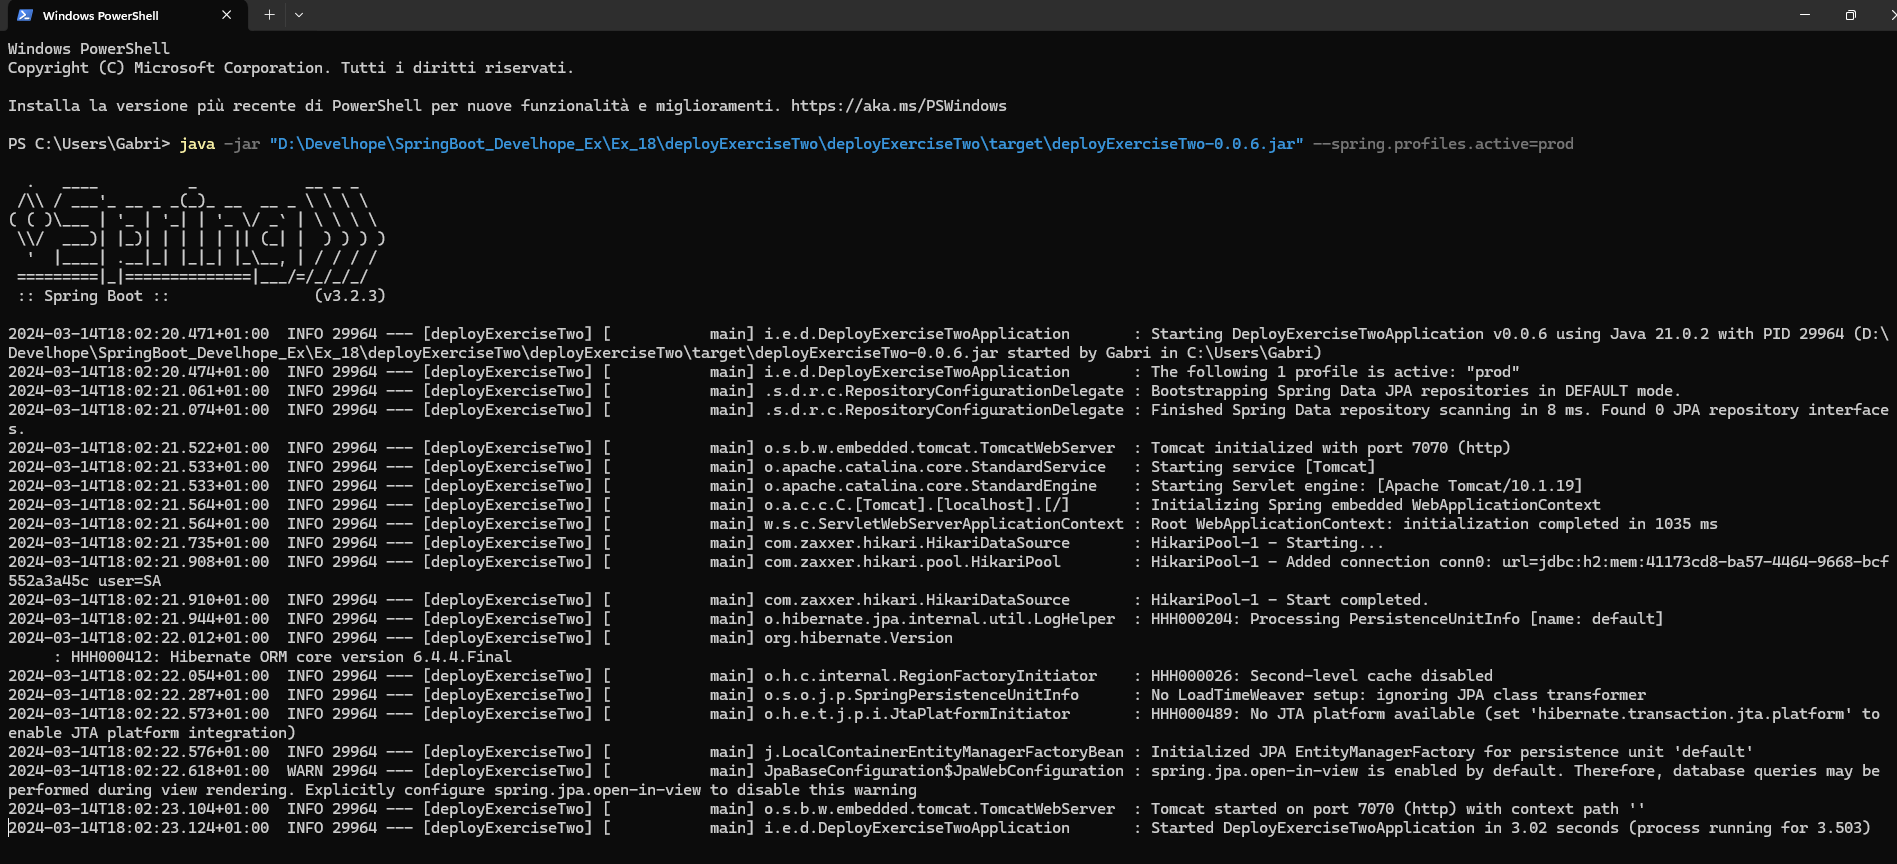 Windows PowerShell
Windows PowerShell
Copyright (C) Microsoft Corporation. Tutti i diritti riservati.
Installa la versione più recente di PowerShell per nuove funzionalità e miglioramenti. https://aka.ms/PSWindows
PS C:\Users\Gabri> java -jar "D:\Develhope\SpringBoot_Develhope_Ex\Ex_18\deployExerciseTwo\deployExerciseTwo\target\deployExerciseTwo-0.0.6.jar" --spring.profiles.active=prod
  .   ____          _            __ _ _
 /\\ / ___'_ __ _ _(_)_ __  __ _ \ \ \ \
( ( )\___ | '_ | '_| | '_ \/ _` | \ \ \ \
 \\/  ___)| |_)| | | | | || (_| |  ) ) ) )
  '  |____| .__|_| |_|_| |_\__, | / / / /
 =========|_|==============|___/=/_/_/_/
 :: Spring Boot ::                (v3.2.3)
2024-03-14T18:02:20.471+01:00  INFO 29964 --- [deployExerciseTwo] [           main] i.e.d.DeployExerciseTwoApplication       : Starting DeployExerciseTwoApplication v0.0.6 using Java 21.0.2 with PID 29964 (D:\
Develhope\SpringBoot_Develhope_Ex\Ex_18\deployExerciseTwo\deployExerciseTwo\target\deployExerciseTwo-0.0.6.jar started by Gabri in C:\Users\Gabri)
2024-03-14T18:02:20.474+01:00  INFO 29964 --- [deployExerciseTwo] [           main] i.e.d.DeployExerciseTwoApplication       : The following 1 profile is active: "prod"
2024-03-14T18:02:21.061+01:00  INFO 29964 --- [deployExerciseTwo] [           main] .s.d.r.c.RepositoryConfigurationDelegate : Bootstrapping Spring Data JPA repositories in DEFAULT mode.
2024-03-14T18:02:21.074+01:00  INFO 29964 --- [deployExerciseTwo] [           main] .s.d.r.c.RepositoryConfigurationDelegate : Finished Spring Data repository scanning in 8 ms. Found 0 JPA repository interface
s.
2024-03-14T18:02:21.522+01:00  INFO 29964 --- [deployExerciseTwo] [           main] o.s.b.w.embedded.tomcat.TomcatWebServer  : Tomcat initialized with port 7070 (http)
2024-03-14T18:02:21.533+01:00  INFO 29964 --- [deployExerciseTwo] [           main] o.apache.catalina.core.StandardService   : Starting service [Tomcat]
2024-03-14T18:02:21.533+01:00  INFO 29964 --- [deployExerciseTwo] [           main] o.apache.catalina.core.StandardEngine    : Starting Servlet engine: [Apache Tomcat/10.1.19]
2024-03-14T18:02:21.564+01:00  INFO 29964 --- [deployExerciseTwo] [           main] o.a.c.c.C.[Tomcat].[localhost].[/]       : Initializing Spring embedded WebApplicationContext
2024-03-14T18:02:21.564+01:00  INFO 29964 --- [deployExerciseTwo] [           main] w.s.c.ServletWebServerApplicationContext : Root WebApplicationContext: initialization completed in 1035 ms
2024-03-14T18:02:21.735+01:00  INFO 29964 --- [deployExerciseTwo] [           main] com.zaxxer.hikari.HikariDataSource       : HikariPool-1 - Starting...
2024-03-14T18:02:21.908+01:00  INFO 29964 --- [deployExerciseTwo] [           main] com.zaxxer.hikari.pool.HikariPool        : HikariPool-1 - Added connection conn0: url=jdbc:h2:mem:41173cd8-ba57-4464-9668-bcf
552a3a45c user=SA
2024-03-14T18:02:21.910+01:00  INFO 29964 --- [deployExerciseTwo] [           main] com.zaxxer.hikari.HikariDataSource       : HikariPool-1 - Start completed.
2024-03-14T18:02:21.944+01:00  INFO 29964 --- [deployExerciseTwo] [           main] o.hibernate.jpa.internal.util.LogHelper  : HHH000204: Processing PersistenceUnitInfo [name: default]
2024-03-14T18:02:22.012+01:00  INFO 29964 --- [deployExerciseTwo] [           main] org.hibernate.Version
     : HHH000412: Hibernate ORM core version 6.4.4.Final
2024-03-14T18:02:22.054+01:00  INFO 29964 --- [deployExerciseTwo] [           main] o.h.c.internal.RegionFactoryInitiator    : HHH000026: Second-level cache disabled
2024-03-14T18:02:22.287+01:00  INFO 29964 --- [deployExerciseTwo] [           main] o.s.o.j.p.SpringPersistenceUnitInfo      : No LoadTimeWeaver setup: ignoring JPA class transformer
2024-03-14T18:02:22.573+01:00  INFO 29964 --- [deployExerciseTwo] [           main] o.h.e.t.j.p.i.JtaPlatformInitiator       : HHH000489: No JTA platform available (set 'hibernate.transaction.jta.platform' to
enable JTA platform integration)
2024-03-14T18:02:22.576+01:00  INFO 29964 --- [deployExerciseTwo] [           main] j.LocalContainerEntityManagerFactoryBean : Initialized JPA EntityManagerFactory for persistence unit 'default'
2024-03-14T18:02:22.618+01:00  WARN 29964 --- [deployExerciseTwo] [           main] JpaBaseConfiguration$JpaWebConfiguration : spring.jpa.open-in-view is enabled by default. Therefore, database queries may be
performed during view rendering. Explicitly configure spring.jpa.open-in-view to disable this warning
2024-03-14T18:02:23.104+01:00  INFO 29964 --- [deployExerciseTwo] [           main] o.s.b.w.embedded.tomcat.TomcatWebServer  : Tomcat started on port 7070 (http) with context path ''
2024-03-14T18:02:23.124+01:00  INFO 29964 --- [deployExerciseTwo] [           main] i.e.d.DeployExerciseTwoApplication       : Started DeployExerciseTwoApplication in 3.02 seconds (process running for 3.503)